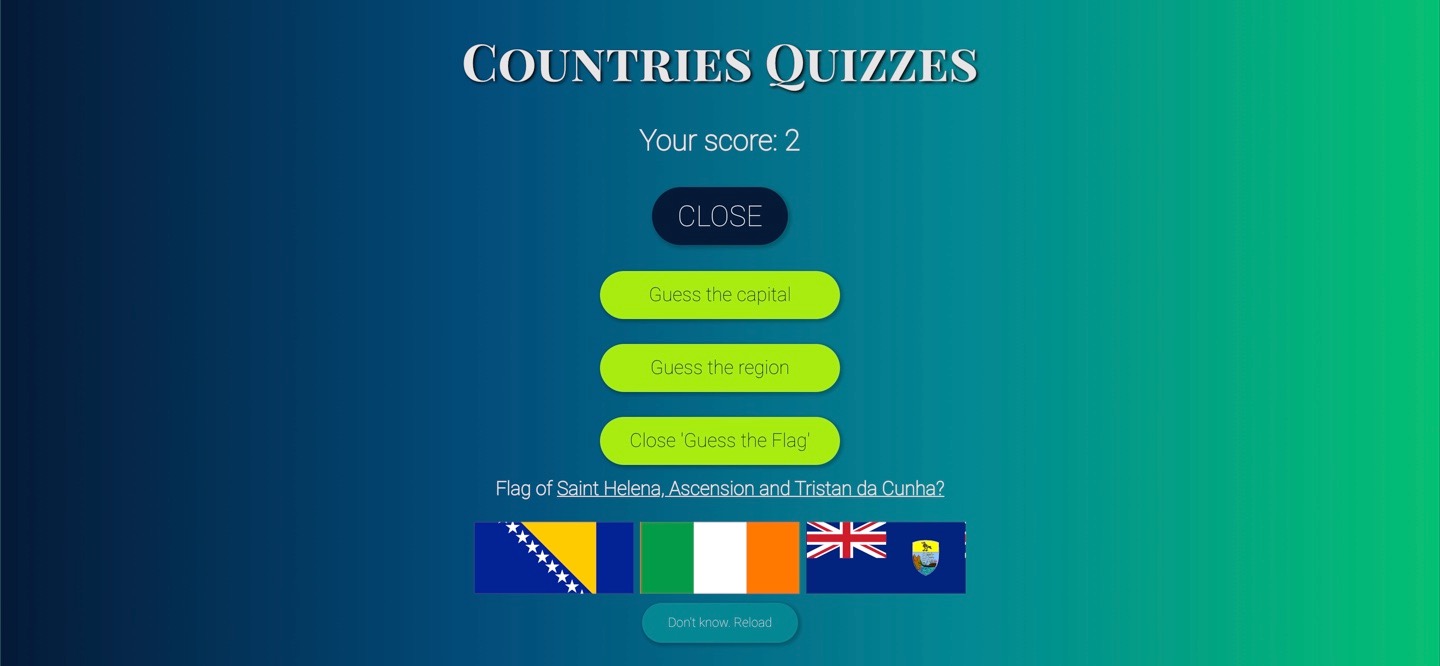 Countries Quizzes
Your score: 2
CLOSE
Guess the capital
Guess the region
Close 'Guess the Flag'
Flag of Saint Helena, Ascension and Tristan da Cunha?
Don't know. Reload